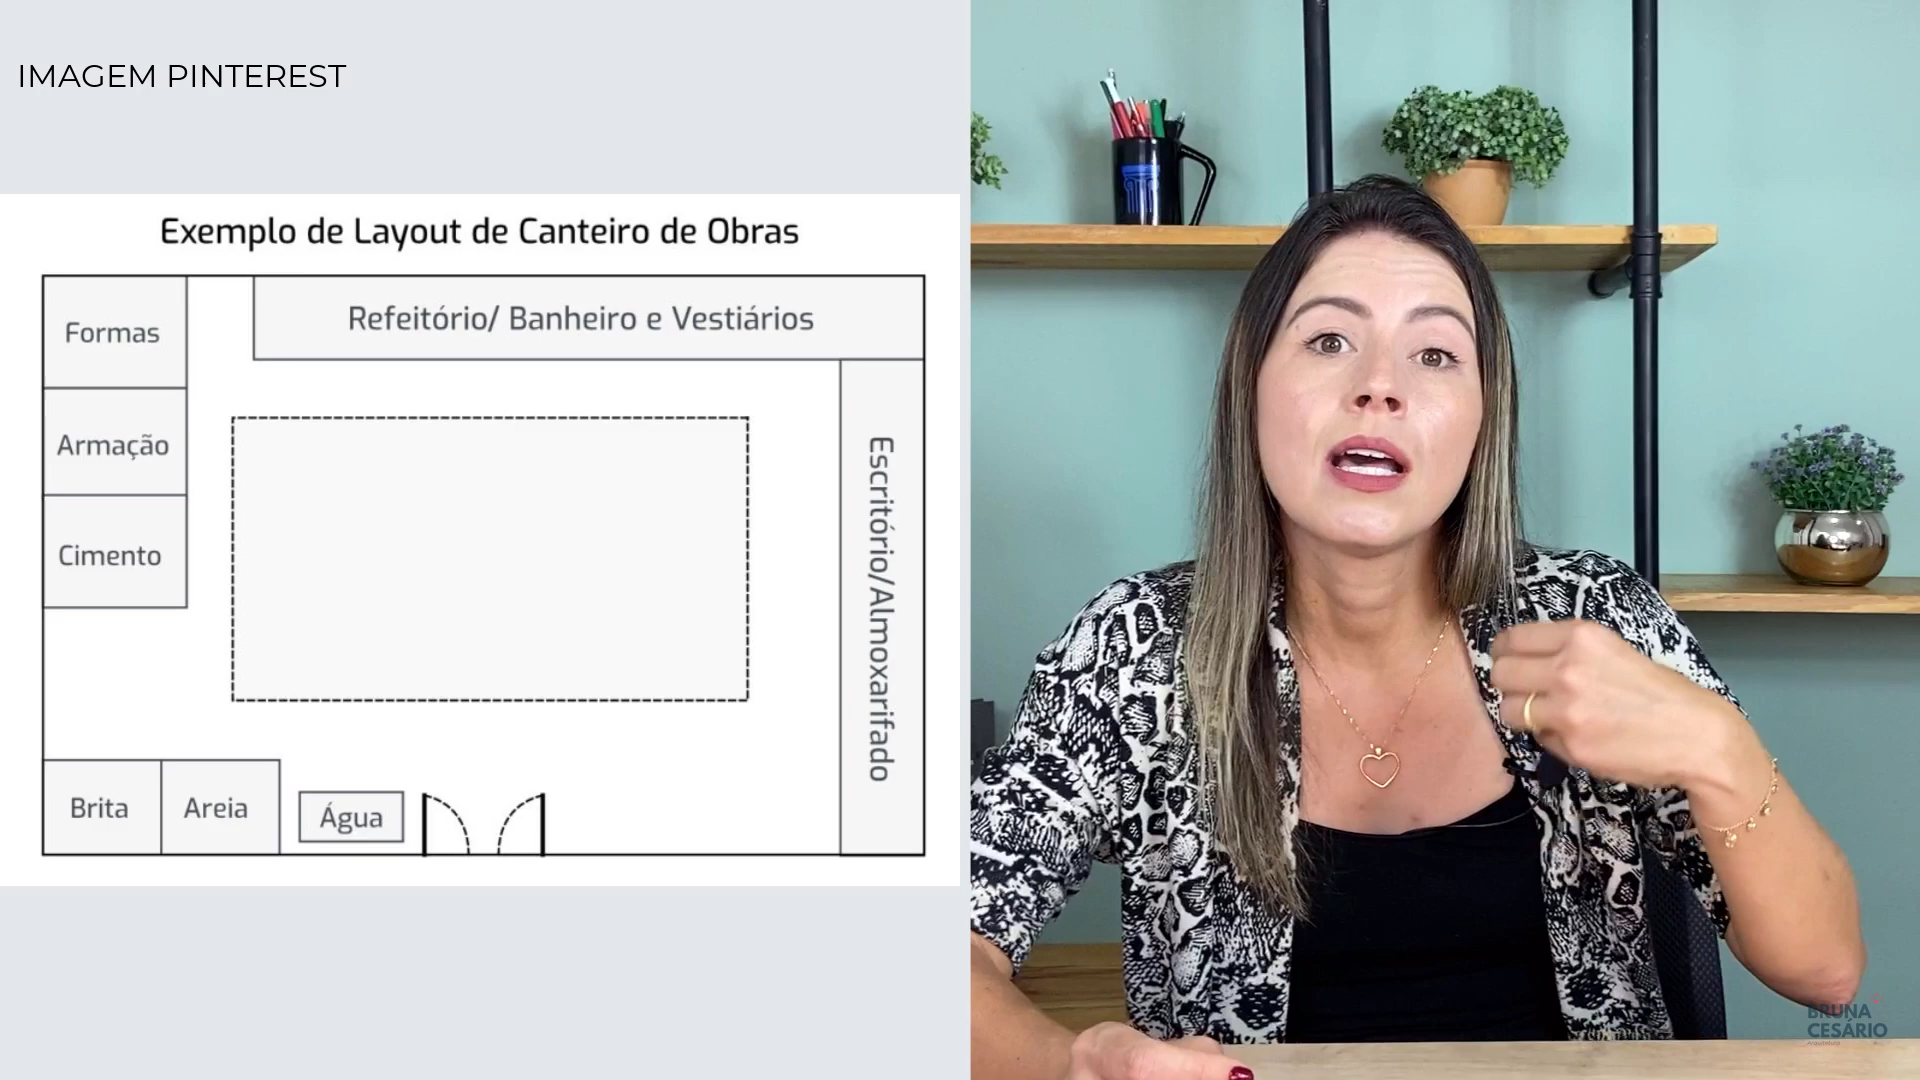 IMAGEM PINTEREST
Exemplo de Layout de Canteiro de Obras
Formas
Refeitório/ Banheiro e Vestiários
Armação
Cimento
Escritório/Almoxarifado
Brita
Areia
Água
BRUNA
CESÁRIO
Arquitetura